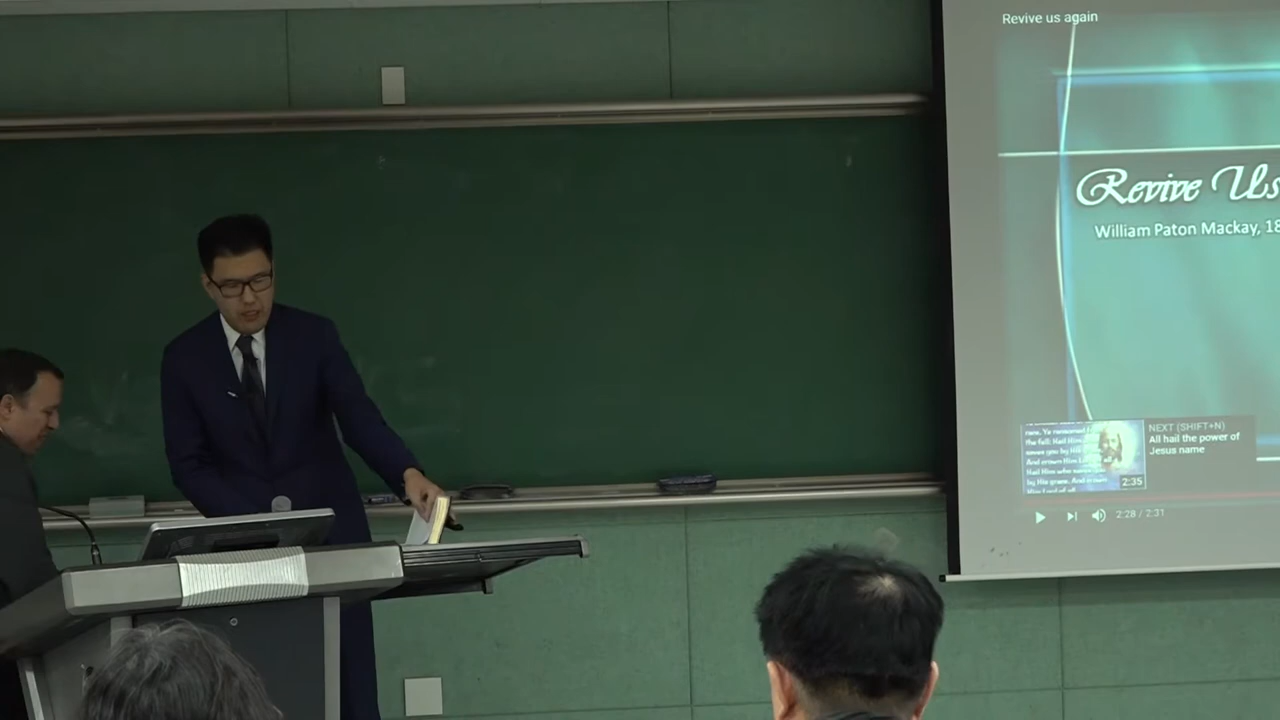 Revive us again
Revive Us
William Paton Mackay, 18
NEXT (SHIFT+N)
All hail the power of
Jesus name
2:35
2:28 / 2:31